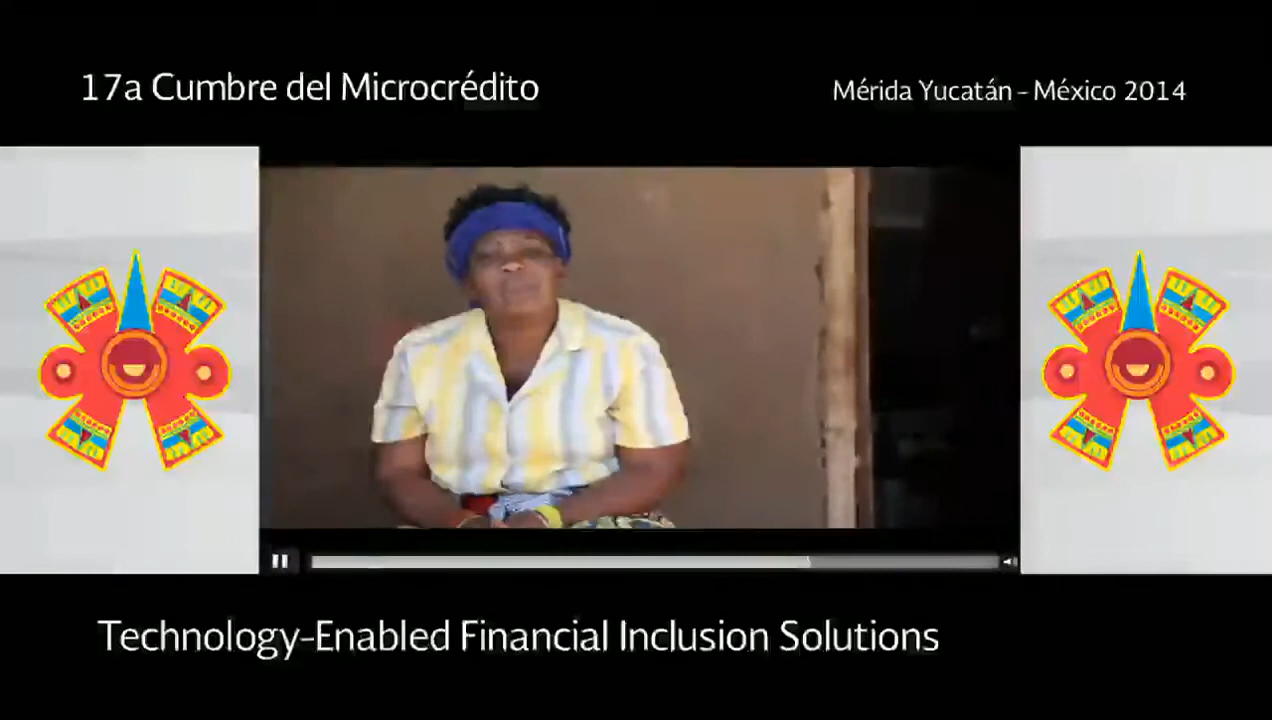 17a Cumbre del Microcrédito
Mérida Yucatán - México 2014
Technology-Enabled Financial Inclusion Solutions